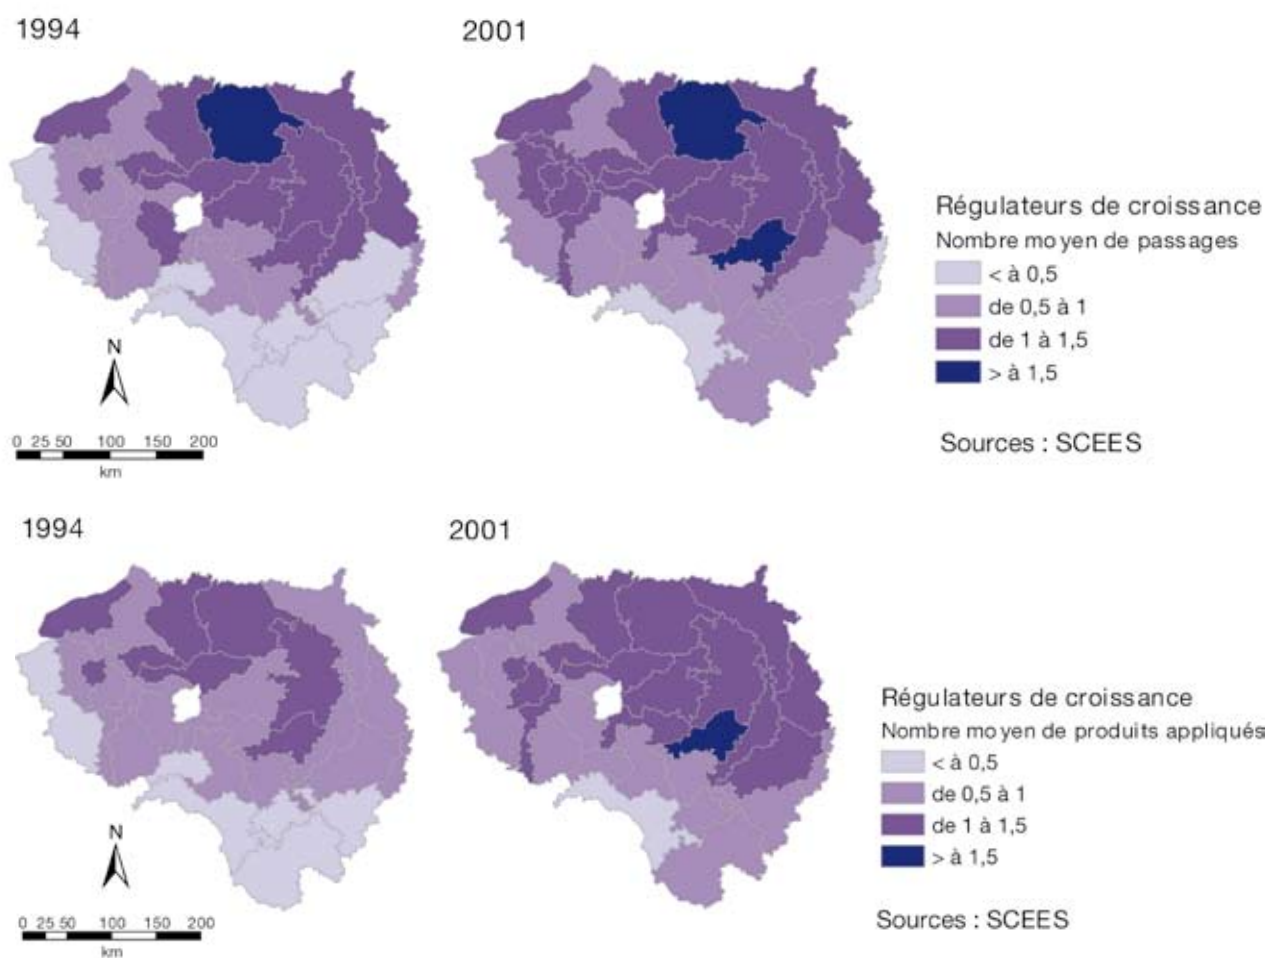 1994
2001
Régulateurs de croissance
Nombre moyen de passages
< à 0,5
de 0,5 à 1
de 1 à 1,5
> à 1,5
N
0 25 50 100 150 200
km
Sources : SCEES
1994
2001
Régulateurs de croissance
Nombre moyen de produits appliqués
< à 0,5
de 0,5 à 1
de 1 à 1,5
> à 1,5
N
0 25 50 100 150 200
km
Sources : SCEES